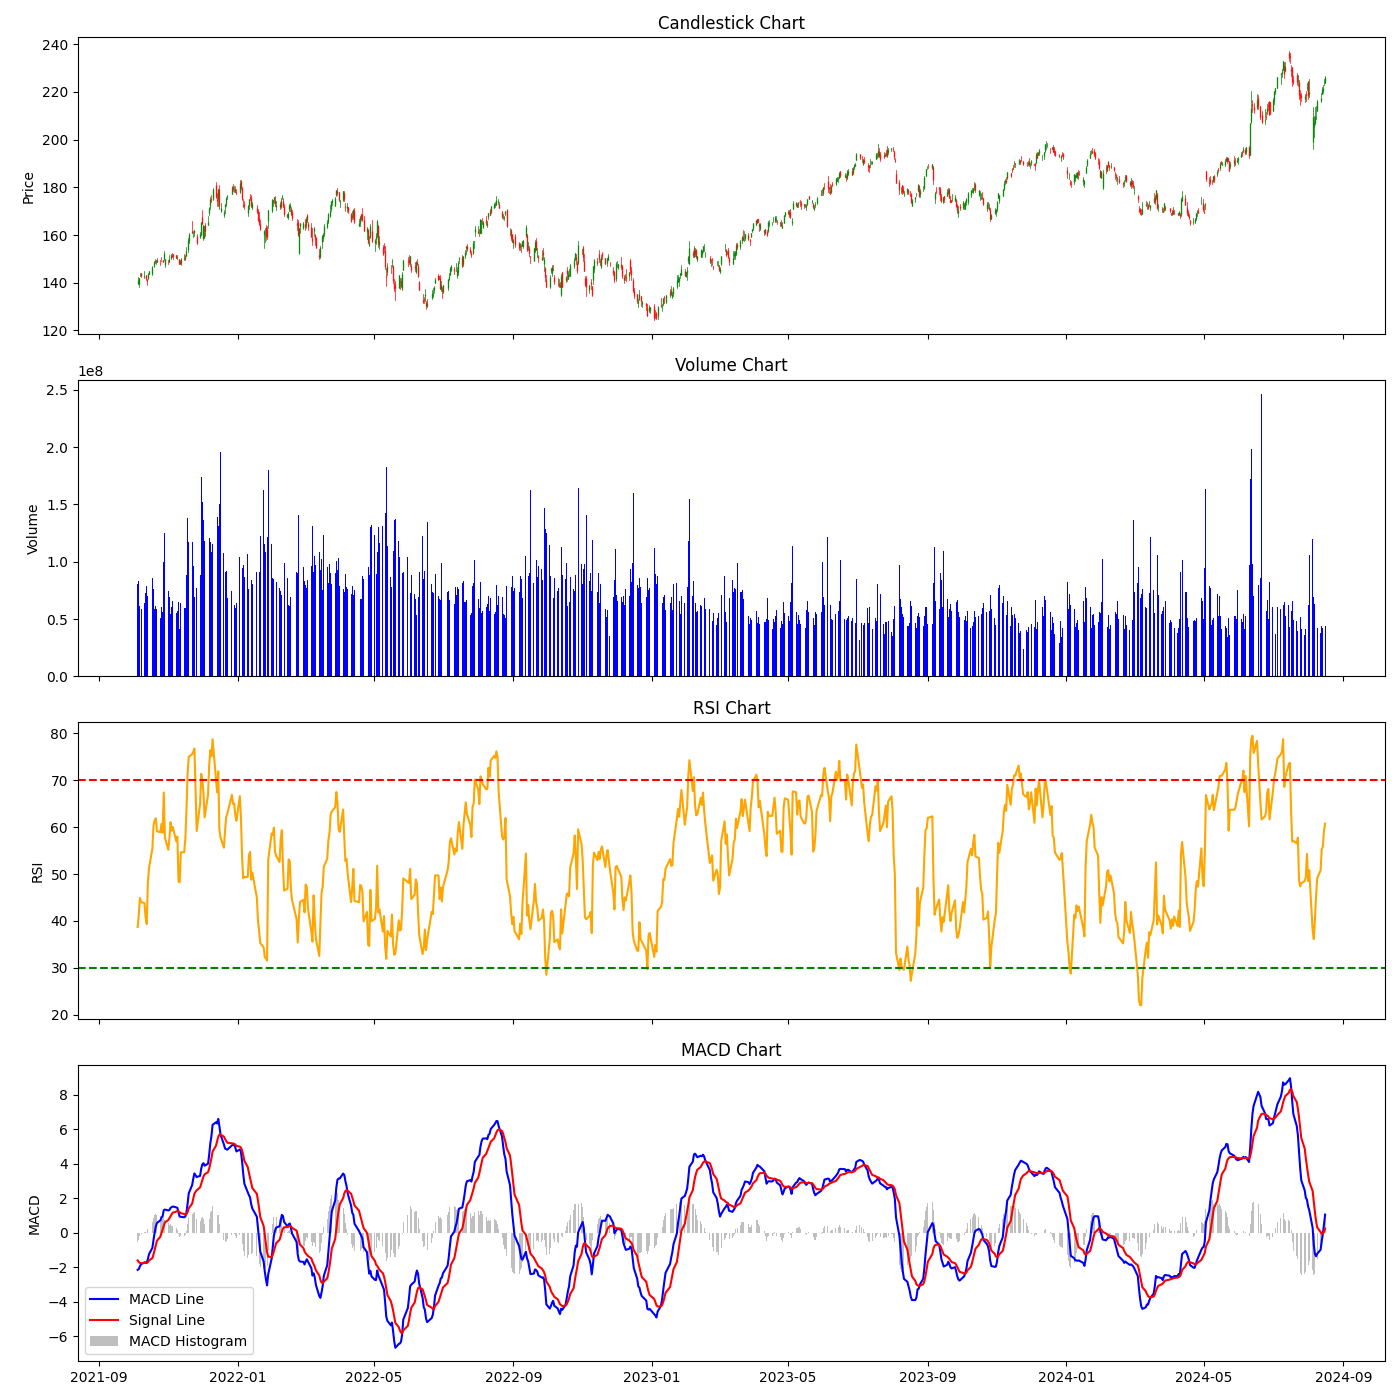 Candlestick Chart
240
220
200
180
160
140
120
Price
Volume Chart
1e8
2.5
2.0
1.5
1.0
0.5
0.0
Volume
RSI Chart
80
70
60
50
40
30
20
RSI
MACD Chart
8
6
4
2
0
−2
−4
−6
MACD
MACD Line
Signal Line
MACD Histogram
2021-09 2022-01 2022-05 2022-09 2023-01 2023-05 2023-09 2024-01 2024-05 2024-09